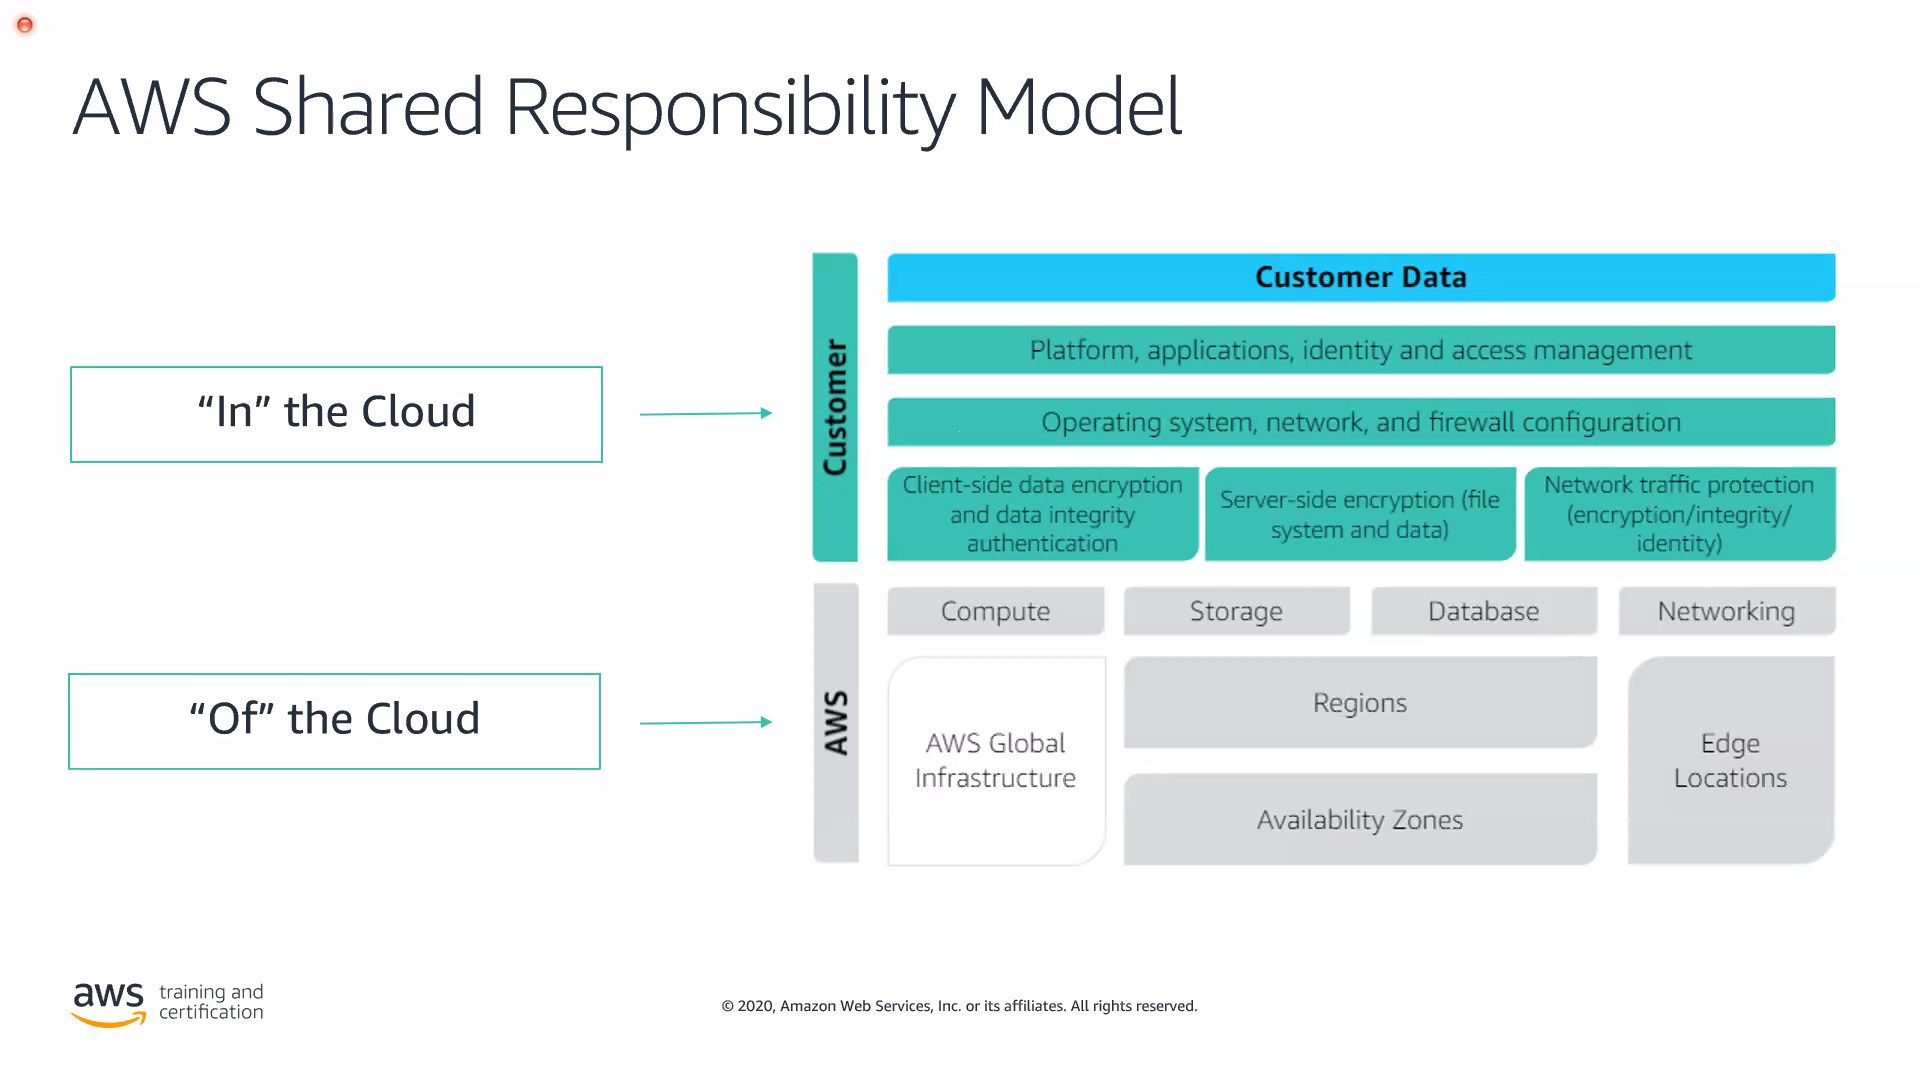 AWS Shared Responsibility Model
“In” the Cloud
“Of” the Cloud
Customer
Customer Data
Platform, applications, identity and access management
Operating system, network, and firewall configuration
Client-side data encryption
and data integrity
authentication
Server-side encryption (file
system and data)
Network traffic protection
(encryption/integrity/
identity)
AWS
Compute
Storage
Database
Networking
AWS Global
Infrastructure
Regions
Availability Zones
Edge
Locations
aws
training and
certification
© 2020, Amazon Web Services, Inc. or its affiliates. All rights reserved.